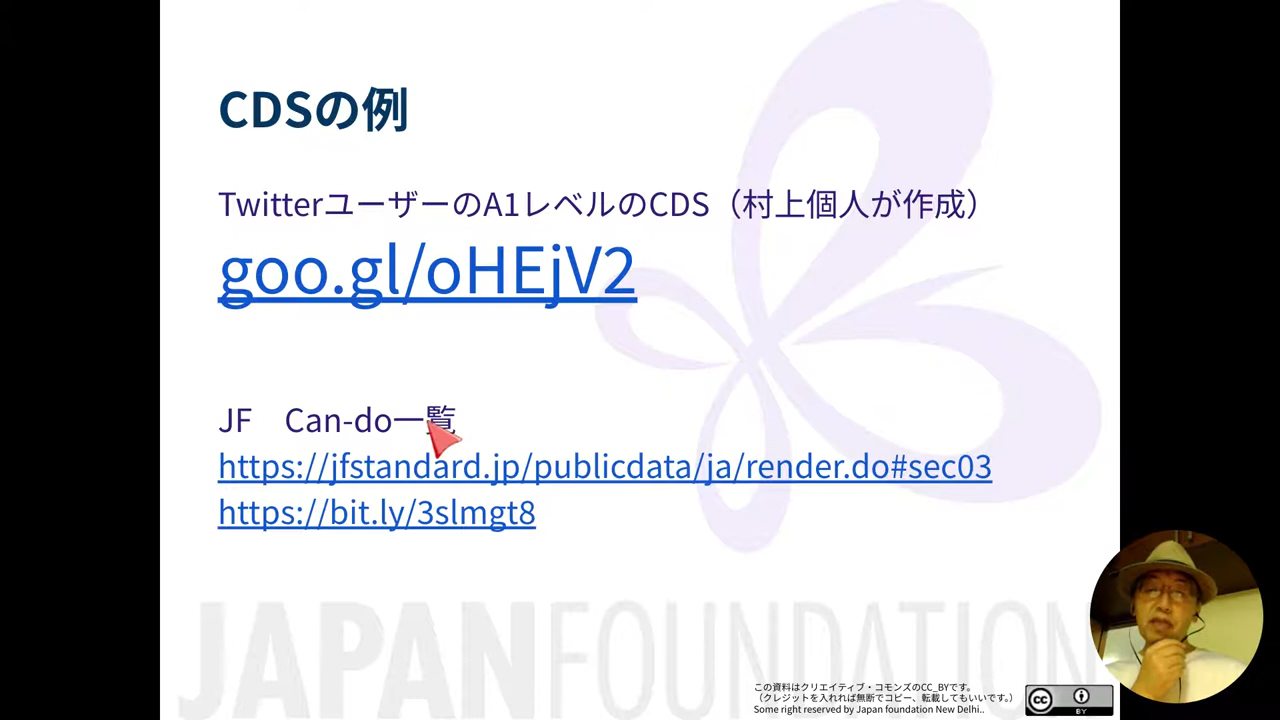 CDSの例
TwitterユーザーのA1レベルのCDS（村上個人が作成）
goo.gl/oHEjV2
JF　Can-do一覧
https://jfstandard.jp/publicdata/ja/render.do#sec03
https://bit.ly/3slmgt8
JAPANFOUNDATION
この資料はクリエイティブ・コモンズのCC_BYです。
（クレジットを入れれば無断でコピー、転載してもいいです。）
Some right reserved by Japan foundation New Delhi..
cc
BY